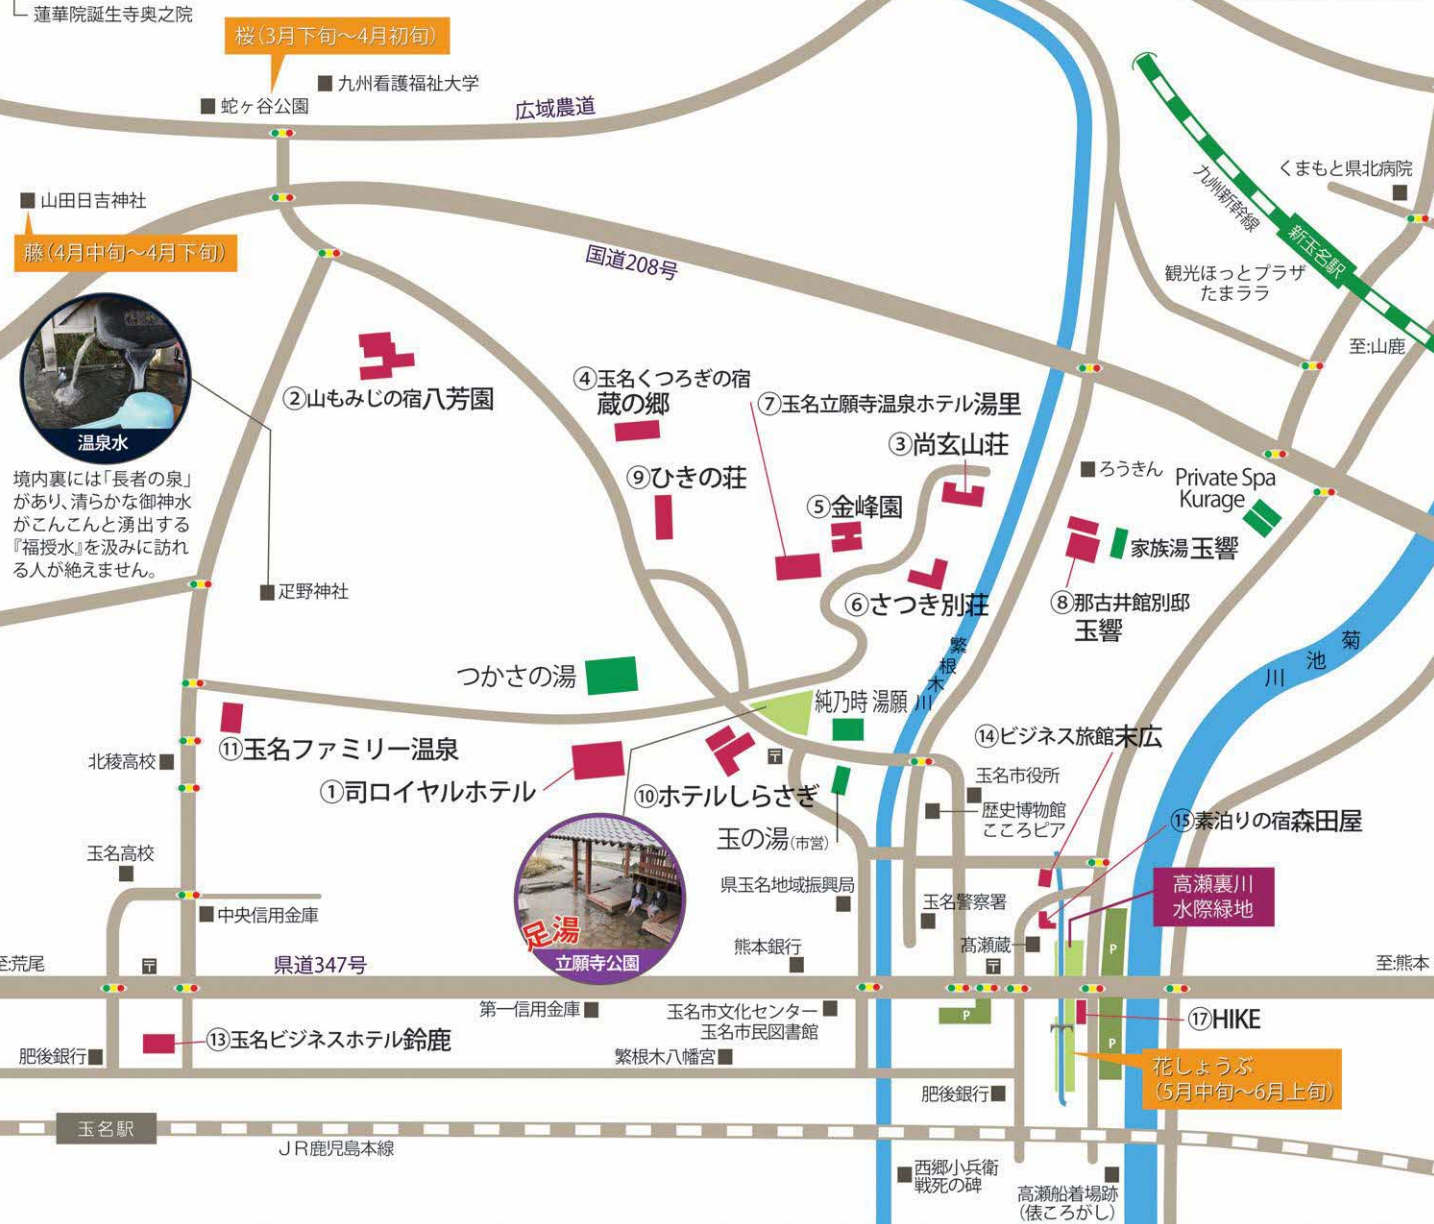 蓮華院誕生寺奥之院
桜(3月下旬～4月初旬)
九州看護福祉大学
蛇ヶ谷公園
広域農道
山田日吉神社
藤(4月中旬～4月下旬)
国道208号
くまもと県北病院
九州新幹線
新玉名駅
観光ほっとプラザ
たまララ
至:山鹿
温泉水
境内裏には「長者の泉」
があり、清らかな御神水
がこんこんと湧出する
『福授水』を汲みに訪れ
る人が絶えません。
②山もみじの宿八芳園
④玉名くつろぎの宿
蔵の郷
⑦玉名立願寺温泉ホテル湯里
③尚玄山荘
⑨ひきの荘
⑤金峰園
ろうきん
Private Spa
Kurage
家族湯玉響
⑧那古井館別邸
玉響
⑥さつき別荘
疋野神社
繁根木川
菊池川
つかさの湯
純乃時 湯願
⑪玉名ファミリー温泉
北稜高校
①司ロイヤルホテル
⑩ホテルしらさぎ
玉の湯(市営)
⑭ビジネス旅館末広
玉名市役所
歴史博物館
こころピア
⑮素泊りの宿森田屋
玉名高校
中央信用金庫
足湯
立願寺公園
県玉名地域振興局
玉名警察署
高瀬裏川
水際緑地
熊本銀行
髙瀬蔵
P
至:荒尾
〒
〒
〒
県道347号
至:熊本
第一信用金庫
玉名市文化センター
玉名市民図書館
P
⑰HIKE
⑬玉名ビジネスホテル鈴鹿
肥後銀行
繁根木八幡宮
P
花しょうぶ
(5月中旬～6月上旬)
肥後銀行
玉名駅
JR鹿児島本線
西郷小兵衛
戦死の碑
高瀬船着場跡
(俵ころがし)